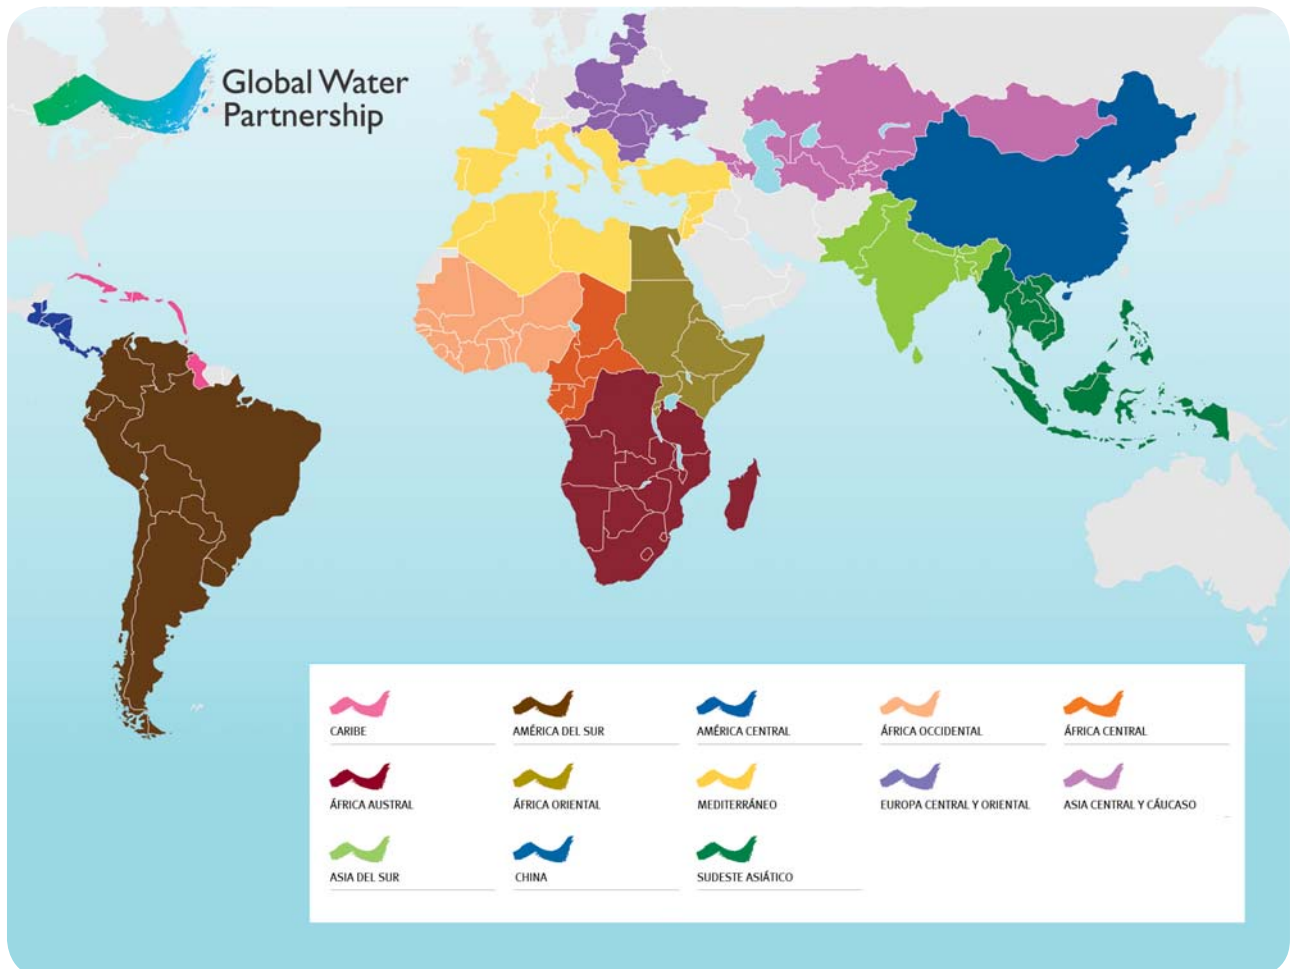 Global Water
Partnership
CARIBE
AMÉRICA DEL SUR
AMÉRICA CENTRAL
ÁFRICA OCCIDENTAL
ÁFRICA CENTRAL
ÁFRICA AUSTRAL
ÁFRICA ORIENTAL
MEDITERRÁNEO
EUROPA CENTRAL Y ORIENTAL
ASIA CENTRAL Y CÁUCASO
ASIA DEL SUR
CHINA
SUDESTE ASIÁTICO